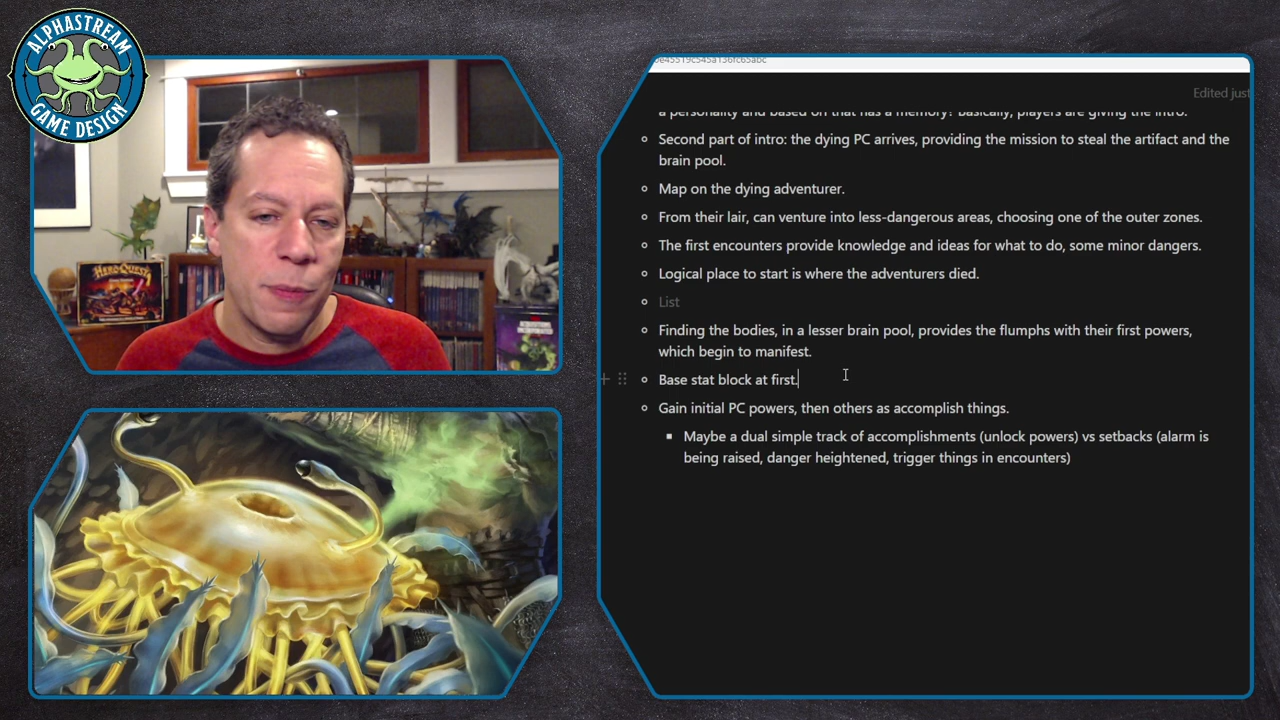 ALPHASTREAM
GAME DESIGN
HEROQUEST
ACQUISITIONS
INCORPORATED
Edited just
a personality and based on that has a memory? Basically, players are giving the intro.
Second part of intro: the dying PC arrives, providing the mission to steal the artifact and the
brain pool.
Map on the dying adventurer.
From their lair, can venture into less-dangerous areas, choosing one of the outer zones.
The first encounters provide knowledge and ideas for what to do, some minor dangers.
Logical place to start is where the adventurers died.
List
Finding the bodies, in a lesser brain pool, provides the flumphs with their first powers,
which begin to manifest.
Base stat block at first.
Gain initial PC powers, then others as accomplish things.
Maybe a dual simple track of accomplishments (unlock powers) vs setbacks (alarm is
being raised, danger heightened, trigger things in encounters)